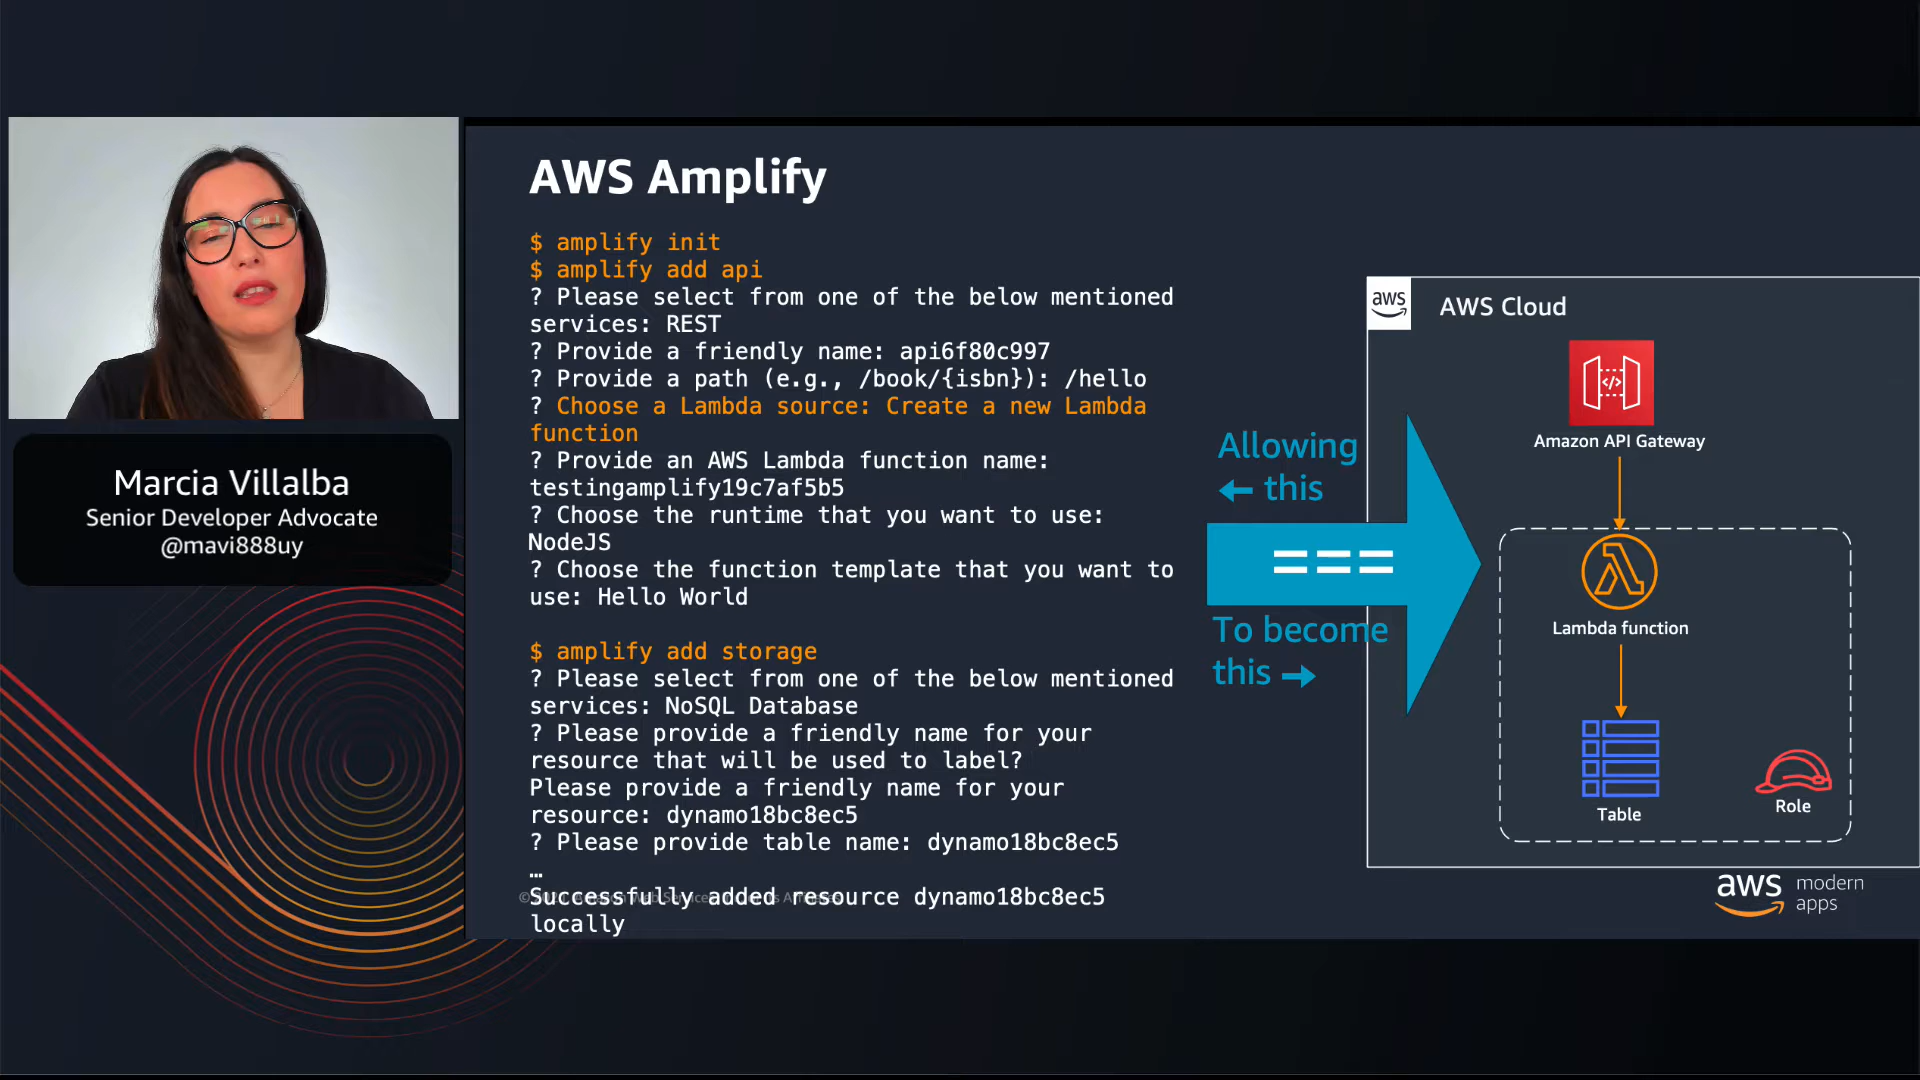 AWS Amplify
$ amplify init
$ amplify add api
? Please select from one of the below mentioned
services: REST
? Provide a friendly name: api6f80c997
? Provide a path (e.g., /book/{isbn}): /hello
? Choose a Lambda source: Create a new Lambda
function
? Provide an AWS Lambda function name:
testingamplify19c7af5b5
? Choose the runtime that you want to use:
NodeJS
? Choose the function template that you want to
use: Hello World
$ amplify add storage
? Please select from one of the below mentioned
services: NoSQL Database
? Please provide a friendly name for your
resource that will be used to label?
Please provide a friendly name for your
resource: dynamo18bc8ec5
? Please provide table name: dynamo18bc8ec5
…
Successfully added resource dynamo18bc8ec5
locally
Marcia Villalba
Senior Developer Advocate
@mavi888uy
Allowing
← this
===
To become
this →
aws
AWS Cloud
Amazon API Gateway
Lambda function
Table
Role
aws modern
apps